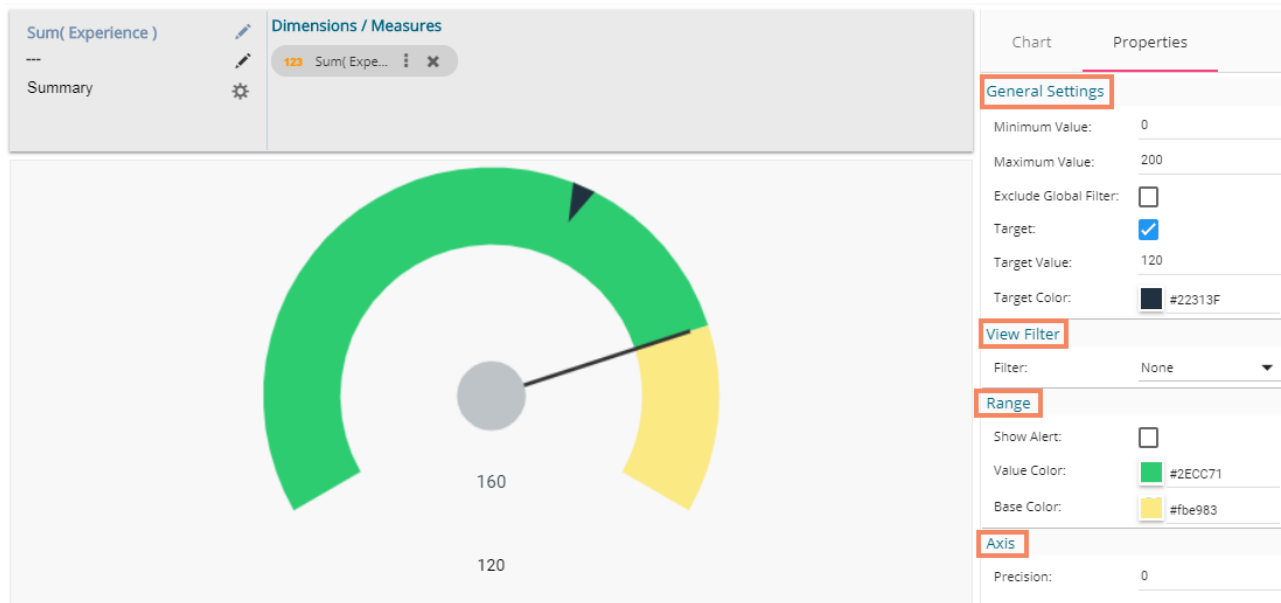 Sum( Experience )
---
Summary
Dimensions / Measures
123 Sum( Expe...
160
120
Chart Properties
General Settings
Minimum Value: 0
Maximum Value: 200
Exclude Global Filter:
Target:
Target Value: 120
Target Color: #22313F
View Filter
Filter: None
Range
Show Alert:
Value Color: #2ECC71
Base Color: #fbe983
Axis
Precision: 0